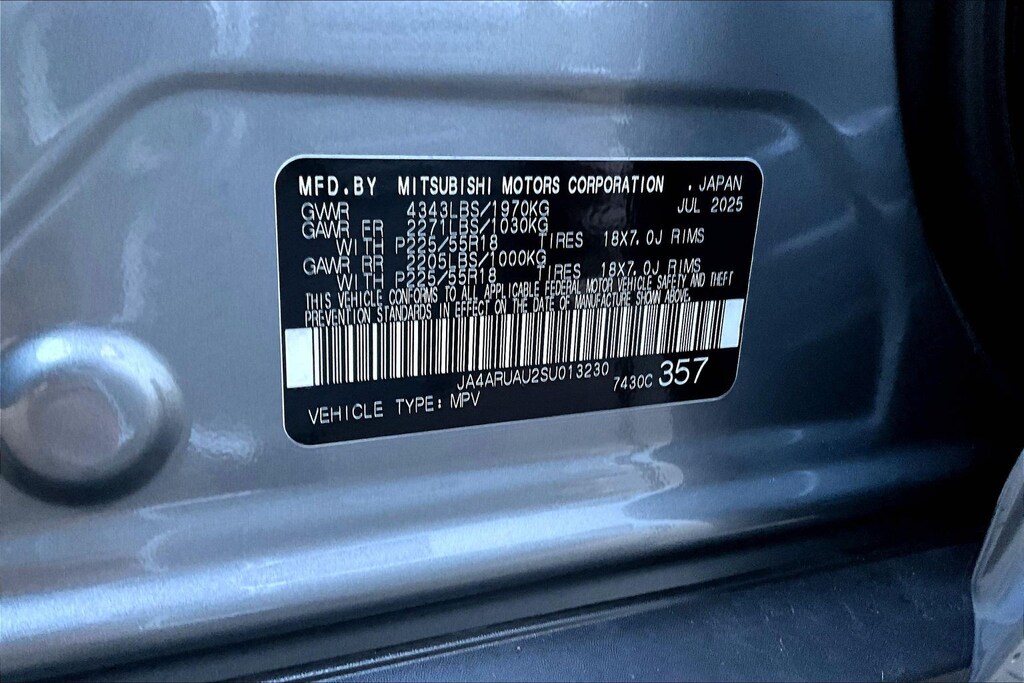 MFD.BY MITSUBISHI MOTORS CORPORATION . JAPAN
JUL 2025
GVWR 4343LBS/1970KG
GAWR FR 2271LBS/1030KG
WITH P225/55R18 TIRES 18X7.0J RIMS
GAWR RR 2205LBS/1000KG
WITH P225/55R18 TIRES 18X7.0J RIMS
THIS VEHICLE CONFORMS TO ALL APPLICABLE FEDERAL MOTOR VEHICLE SAFETY AND THEFT
PREVENTION STANDARDS IN EFFECT ON THE DATE OF MANUFACTURE SHOWN ABOVE.
JA4ARUAU2SU013230
7430C 357
VEHICLE TYPE: MPV